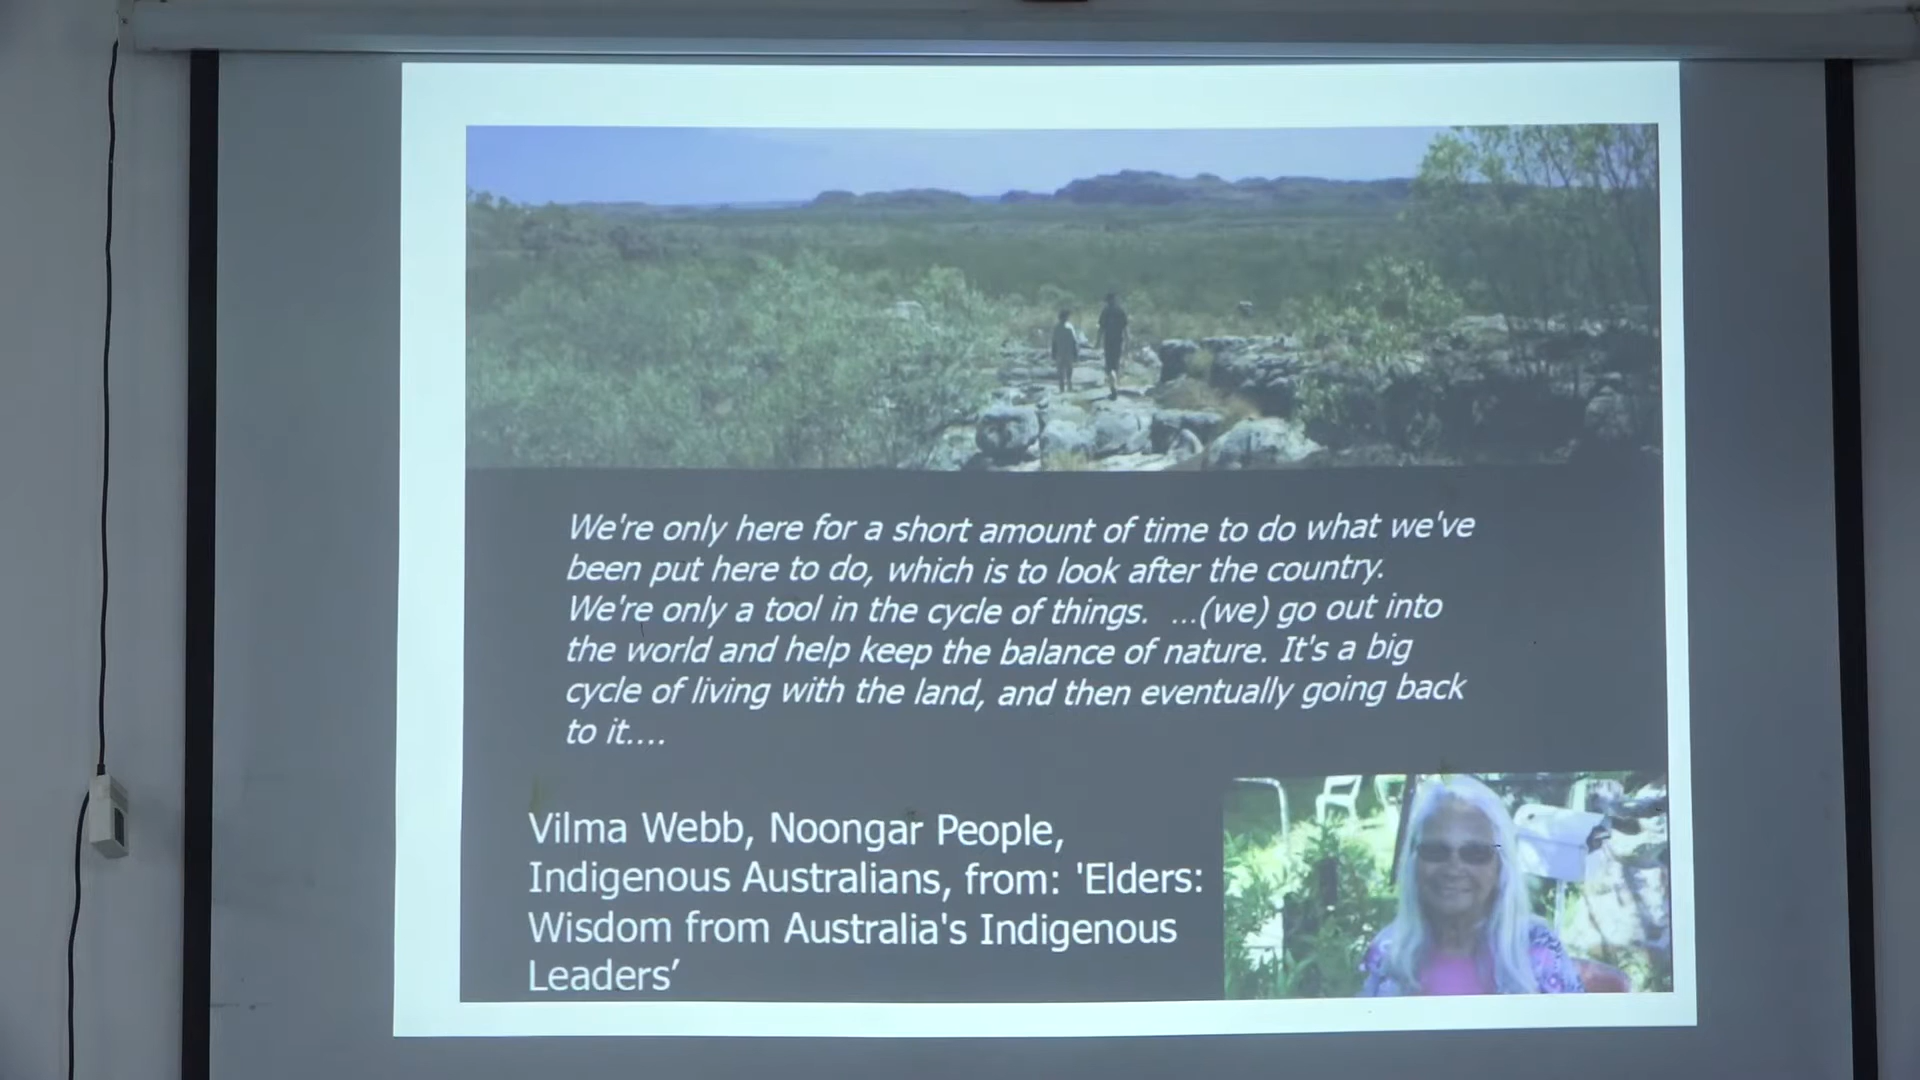 We're only here for a short amount of time to do what we've
been put here to do, which is to look after the country.
We're only a tool in the cycle of things.  ...(we) go out into
the world and help keep the balance of nature. It's a big
cycle of living with the land, and then eventually going back
to it....
Vilma Webb, Noongar People,
Indigenous Australians, from: 'Elders:
Wisdom from Australia's Indigenous
Leaders’